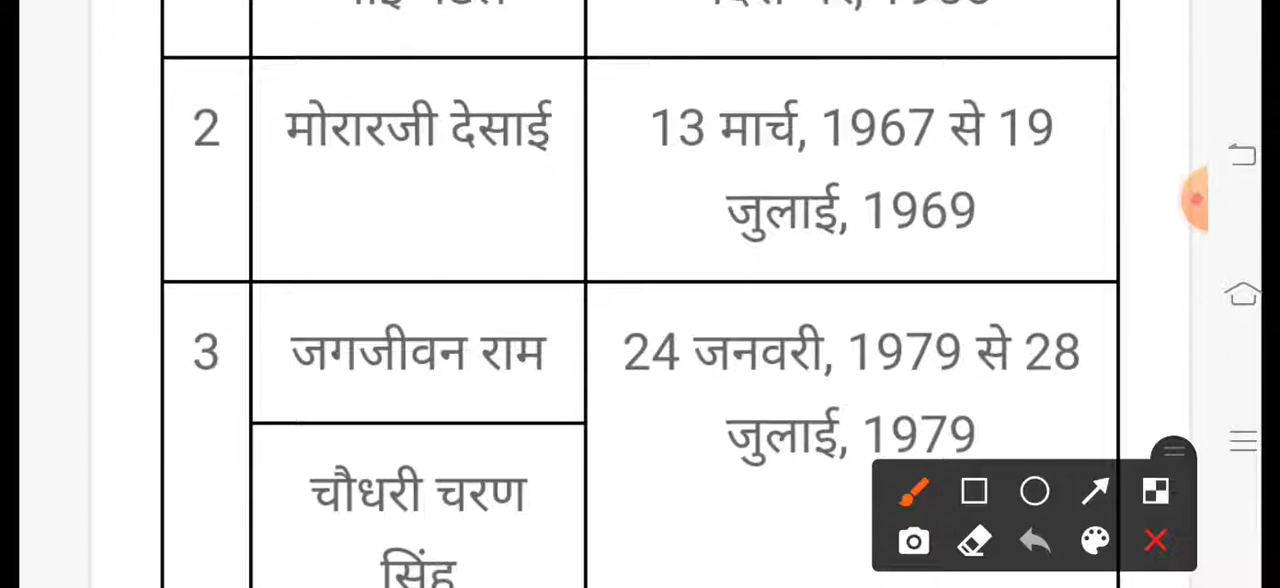 2 मोरारजी देसाई 13 मार्च, 1967 से 19
जुलाई, 1969
3 जगजीवन राम 24 जनवरी, 1979 से 28
जुलाई, 1979
चौधरी चरण
सिंह